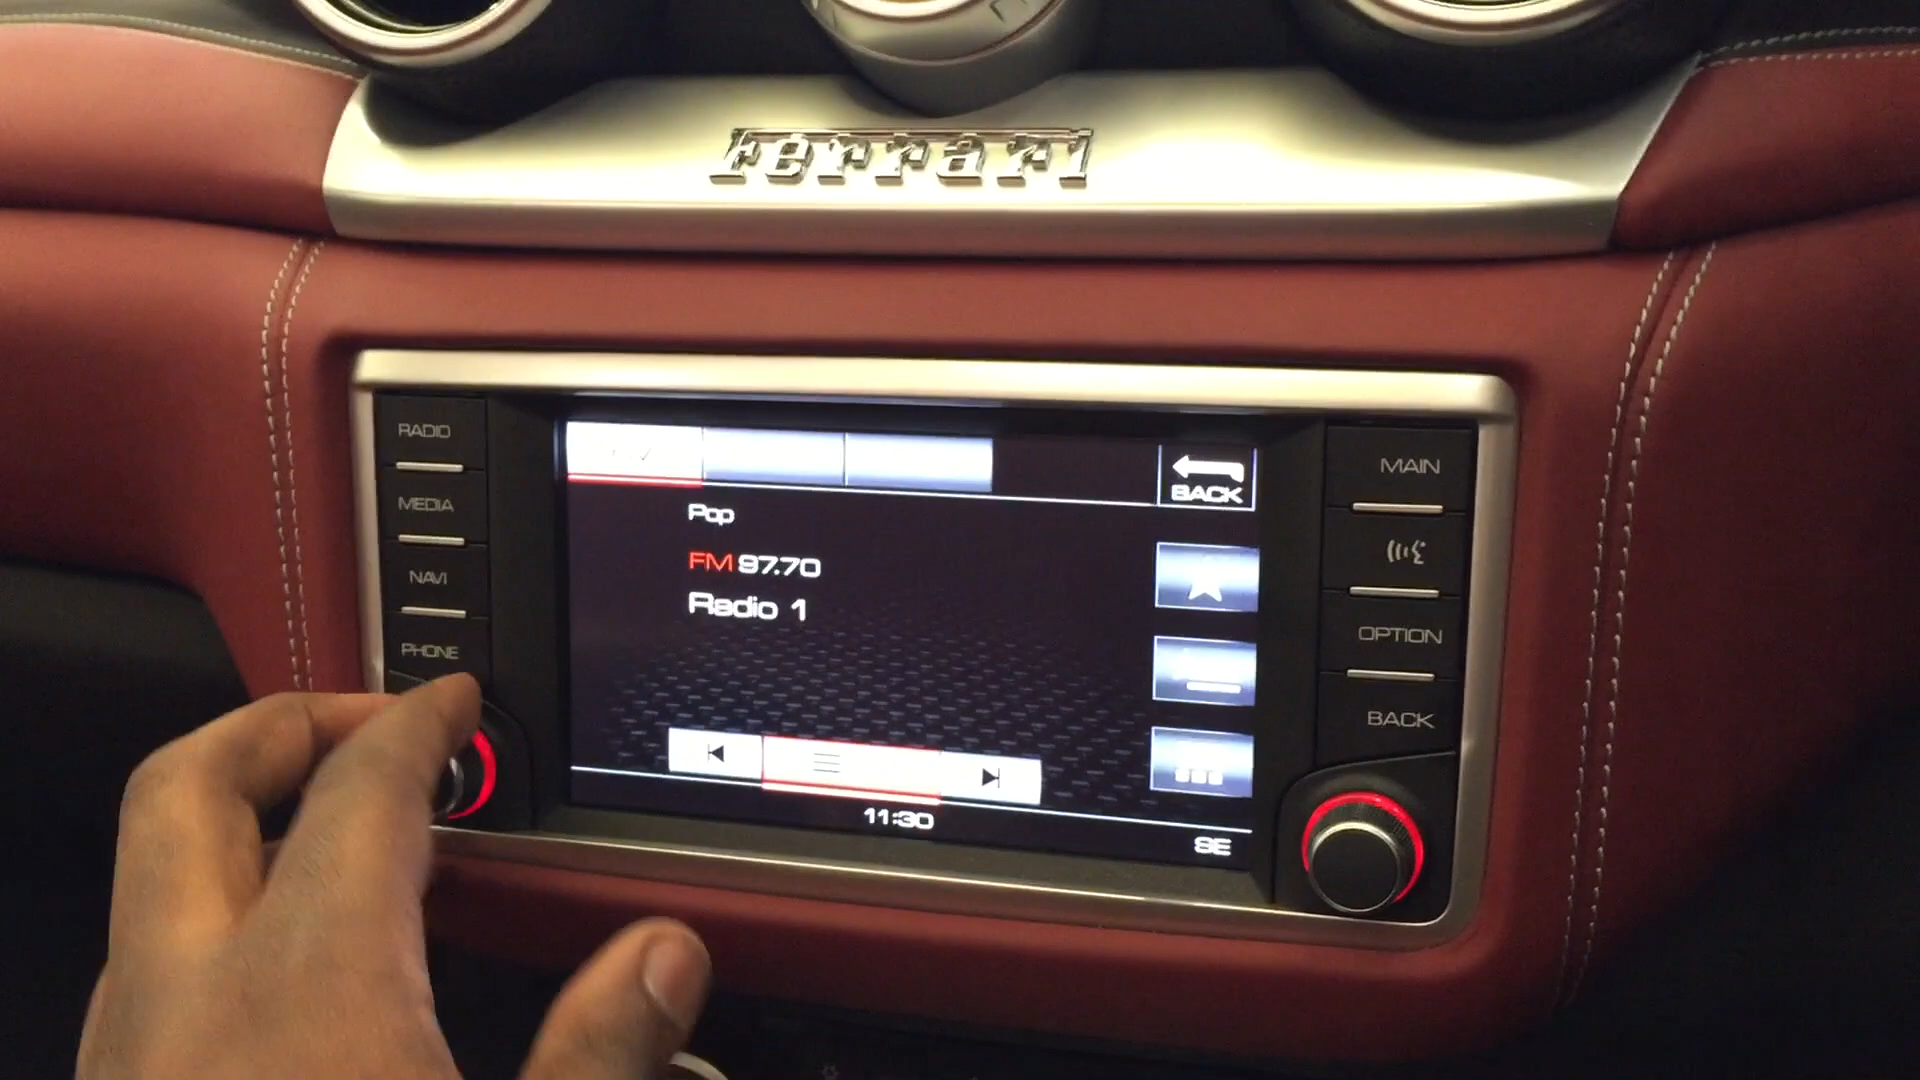 Ferrari
RADIO
MEDIA
NAVI
PHONE
BACK
Pop
FM 97.70
Radio 1
11:30
SE
MAIN
OPTION
BACK